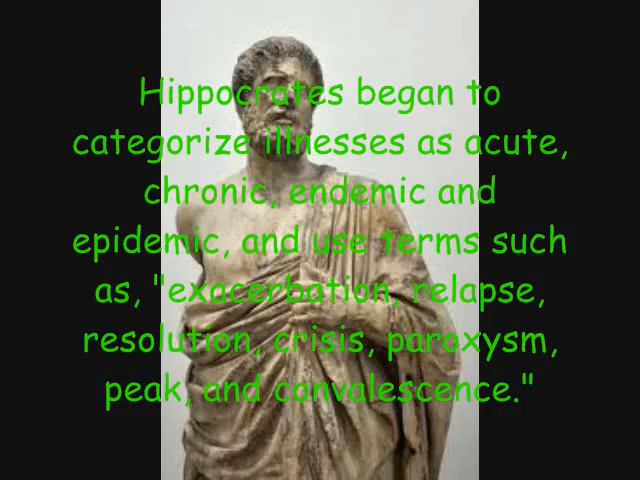 Hippocrates began to
categorize illnesses as acute,
chronic, endemic and
epidemic, and use terms such
as, "exacerbation, relapse,
resolution, crisis, paroxysm,
peak, and convalescence."